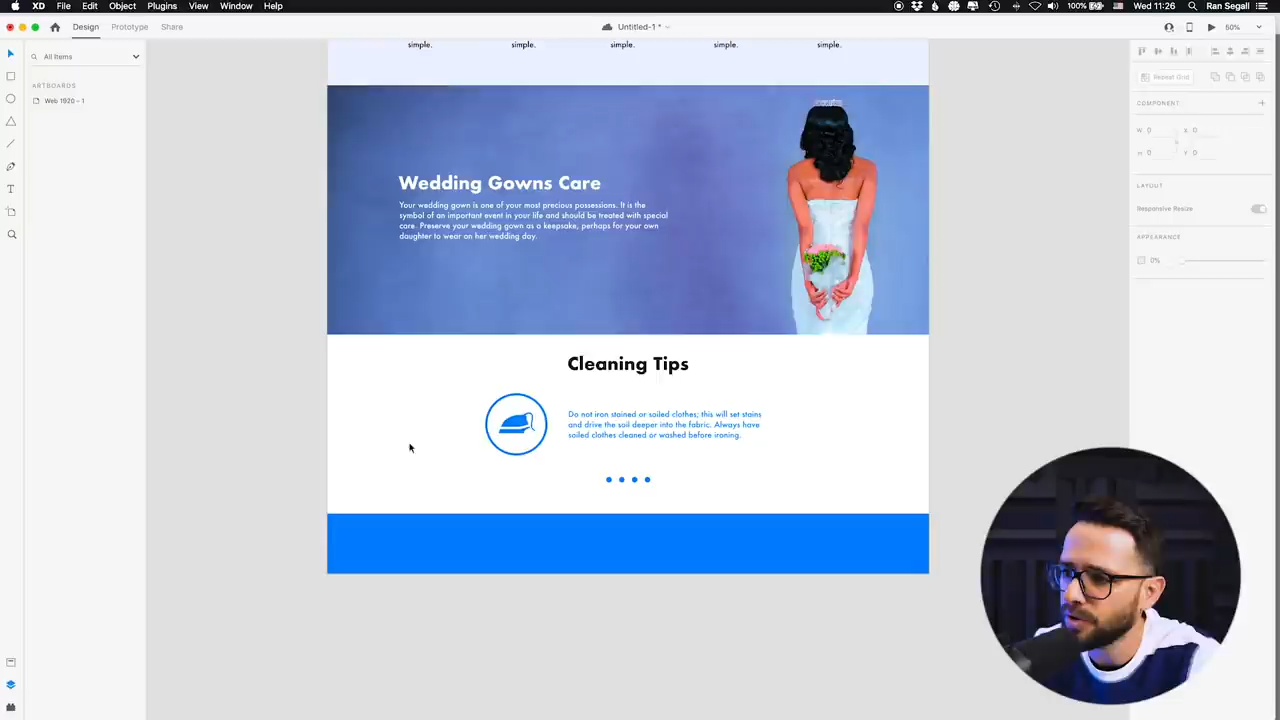 XD File Edit Object Plugins View Window Help
100% Wed 11:26 Ran Segall
Design Prototype Share
Untitled-1 *
50%
All Items
ARTBOARDS
Web 1920 – 1
simple. simple. simple. simple. simple.
Wedding Gowns Care
Your wedding gown is one of your most precious possessions. It is the
symbol of an important event in your life and should be treated with special
care. Preserve your wedding gown as a keepsake, perhaps for your own
daughter to wear on her wedding day.
Cleaning Tips
Do not iron stained or soiled clothes; this will set stains
and drive the soil deeper into the fabric. Always have
soiled clothes cleaned or washed before ironing.
Repeat Grid
COMPONENT
W 0 X 0
H 0 Y 0
LAYOUT
Responsive Resize
APPEARANCE
0%